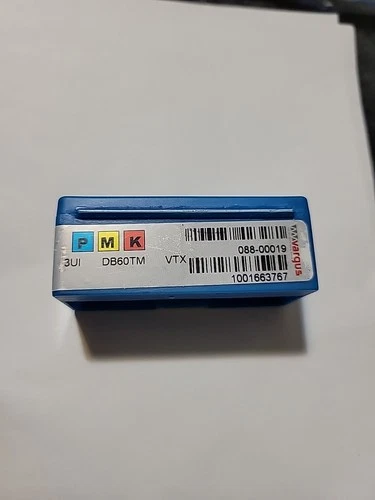 P M K
3UI DB60TM VTX
088-00019
1001663767
vargus